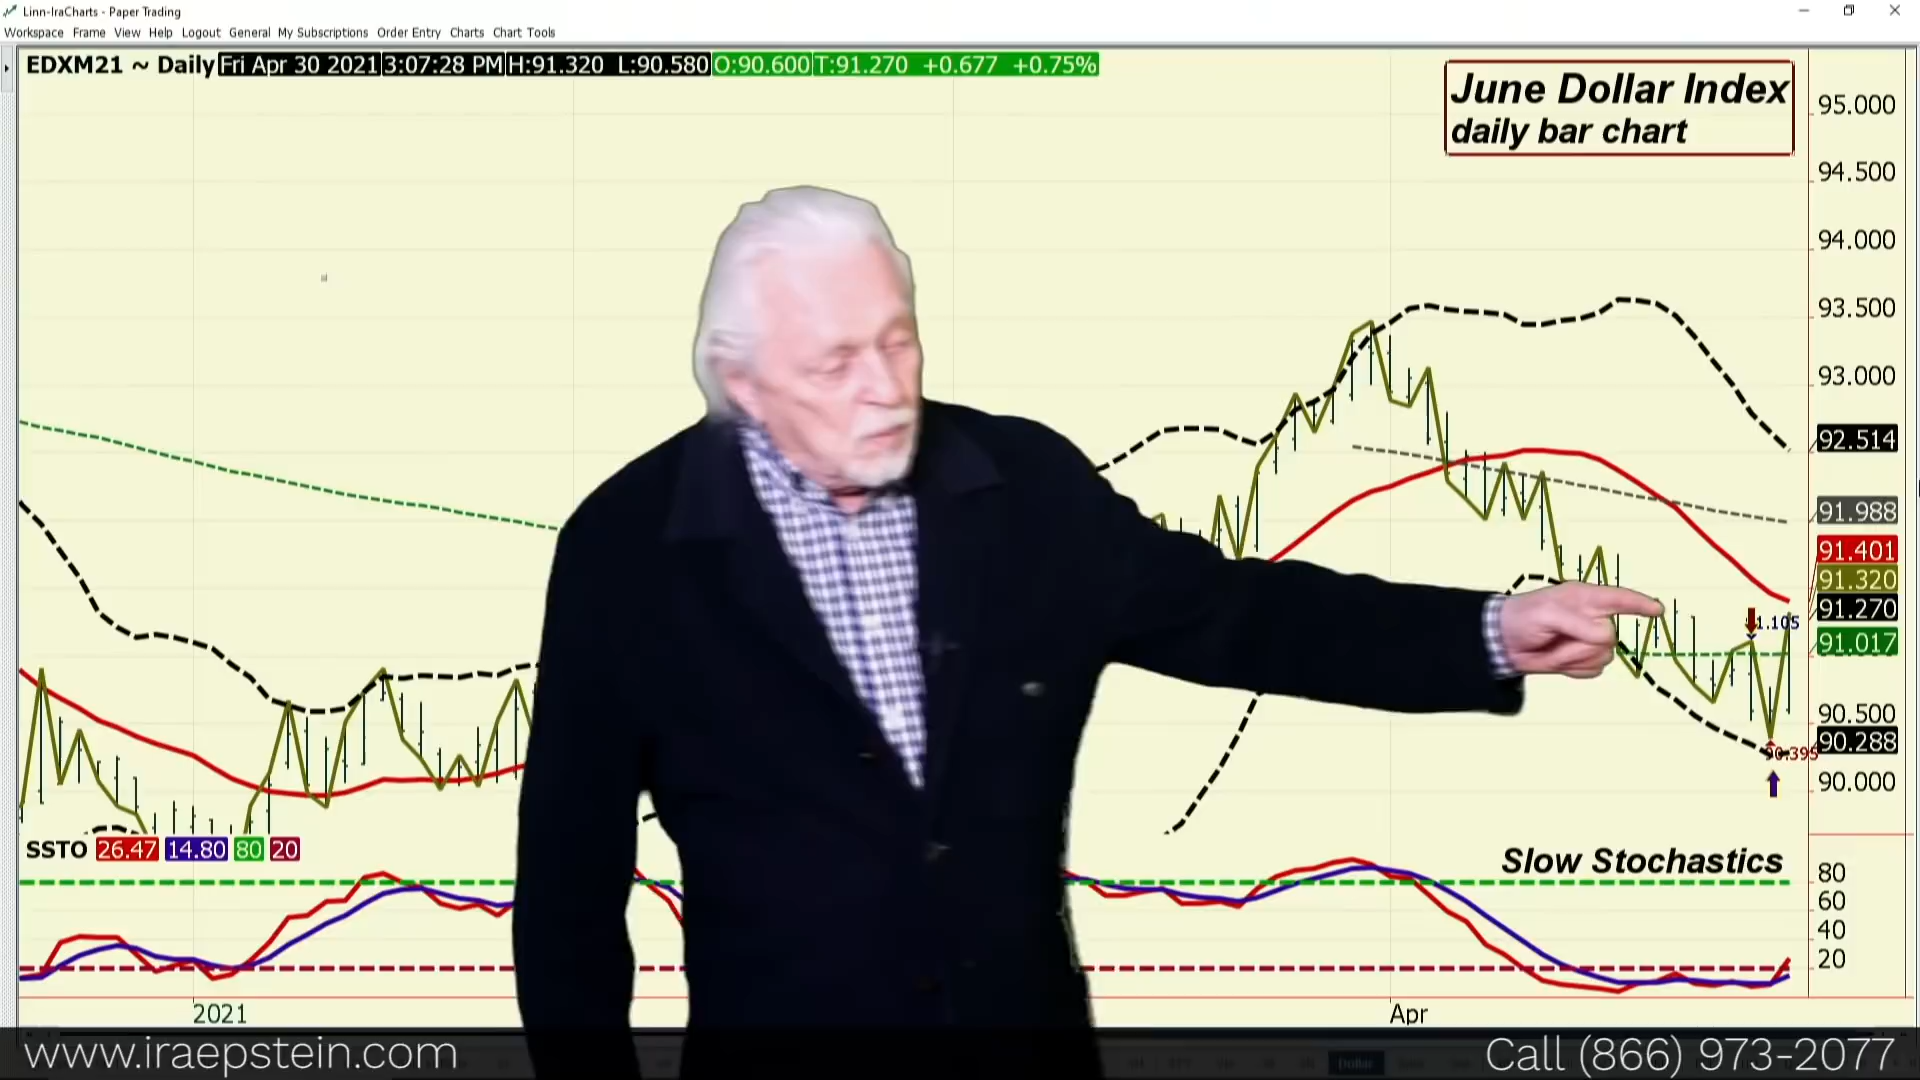 Linn-IraCharts - Paper Trading
Workspace Frame View Help Logout General My Subscriptions Order Entry Charts Chart Tools
EDXM21 ~ Daily Fri Apr 30 2021 3:07:28 PM H:91.320 L:90.580 O:90.600 T:91.270 +0.677 +0.75%
June Dollar Index
daily bar chart
95.000
94.500
94.000
93.500
93.000
92.514
91.988
91.401
91.320
91.270
1.105
91.017
90.500
90.288
90.395
90.000
SSTO 26.47 14.80 80 20
Slow Stochastics
80
60
40
20
2021
Apr
www.iraepstein.com
Dollar
Call (866) 973-2077